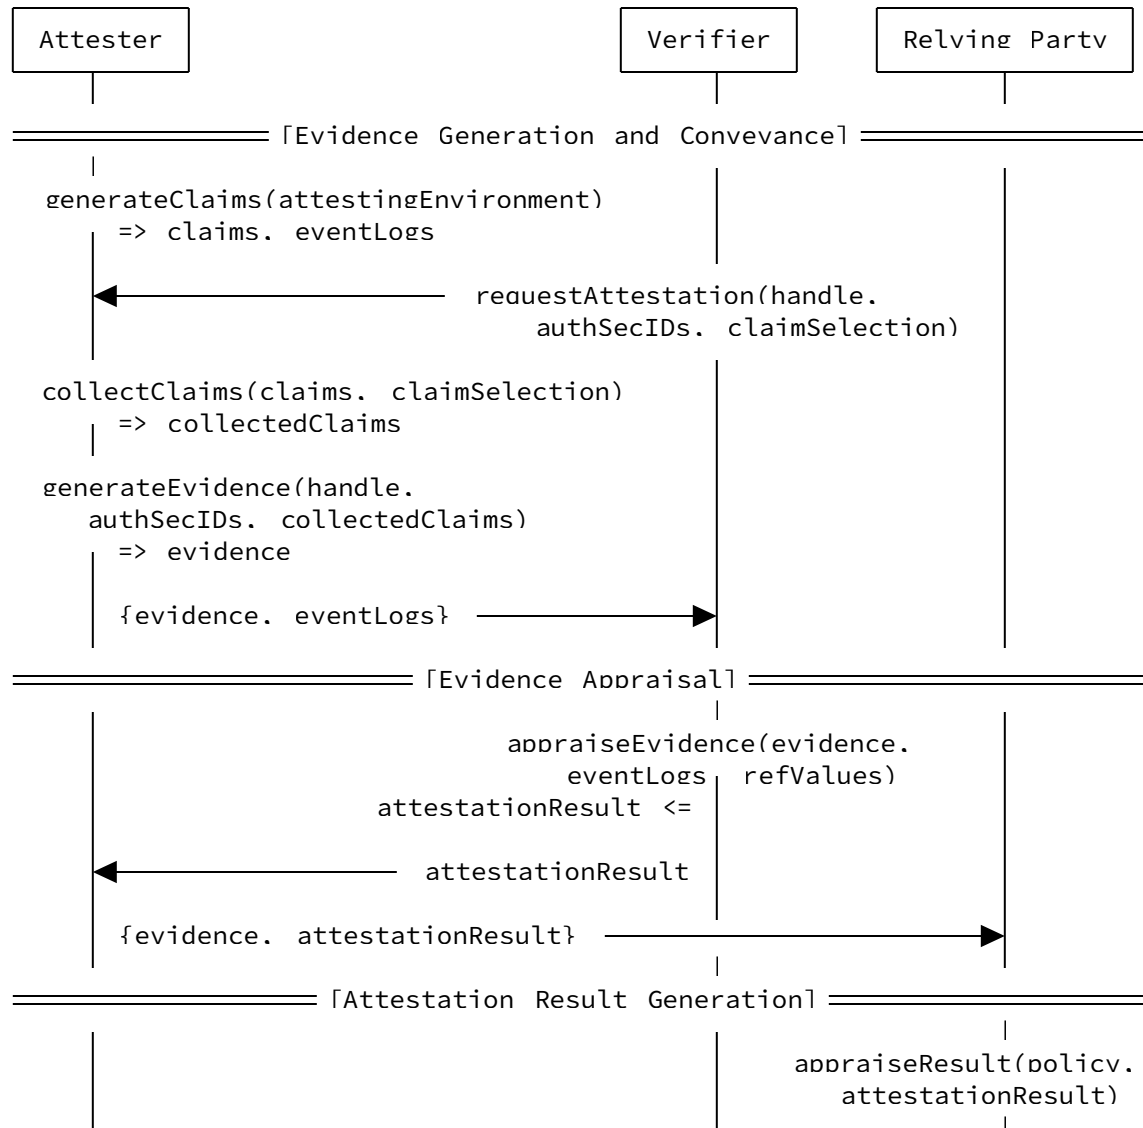 Attester
Verifier
Relying Party
[Evidence Generation and Conveyance]
generateClaims(attestingEnvironment)
=> claims, eventLogs
requestAttestation(handle,
authSecIDs, claimSelection)
collectClaims(claims, claimSelection)
=> collectedClaims
generateEvidence(handle,
authSecIDs, collectedClaims)
=> evidence
{evidence, eventLogs}
[Evidence Appraisal]
appraiseEvidence(evidence,
eventLogs, refValues)
attestationResult <=
attestationResult
{evidence, attestationResult}
[Attestation Result Generation]
appraiseResult(policy,
attestationResult)